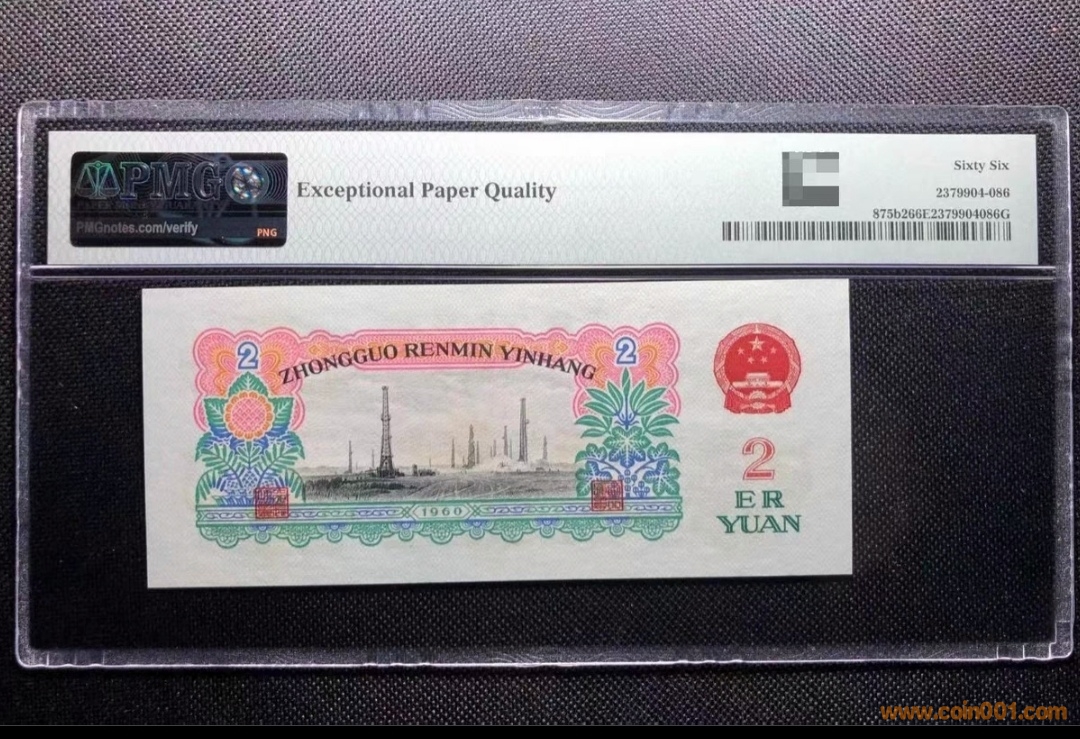 PMG
PMGnotes.com/verify
PNG
Exceptional Paper Quality
Sixty Six
2379904-086
875b266E2379904086G
2
ZHONGGUO RENMIN YINHANG
2
1960
2
ER
YUAN
www.coin001.com